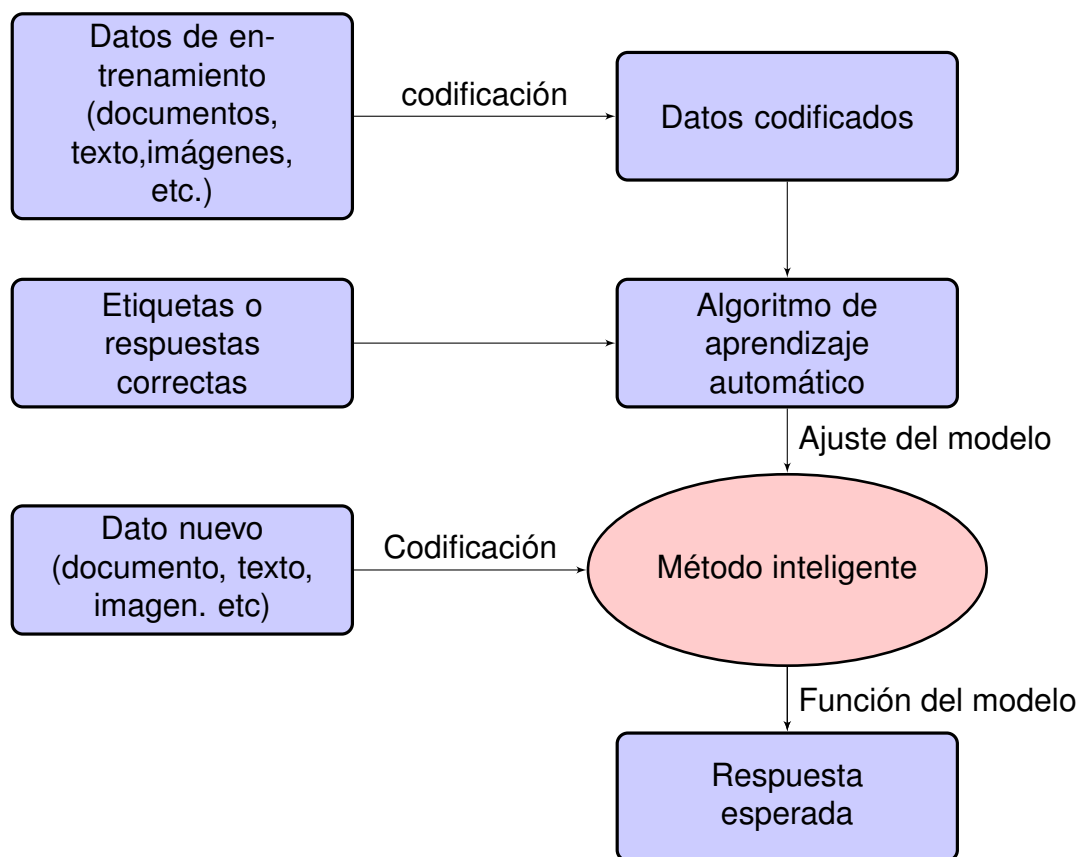 Datos de en-
trenamiento
(documentos,
texto,imágenes,
etc.)
codificación
Datos codificados
Etiquetas o
respuestas
correctas
Algoritmo de
aprendizaje
automático
Ajuste del modelo
Dato nuevo
(documento, texto,
imagen. etc)
Codificación
Método inteligente
Función del modelo
Respuesta
esperada